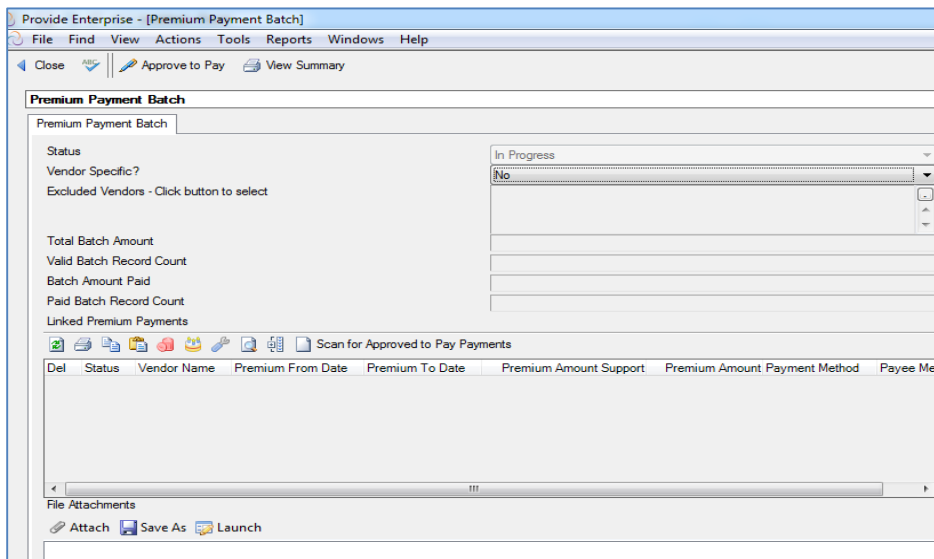 Provide Enterprise - [Premium Payment Batch]
File Find View Actions Tools Reports Windows Help
Close ABC Approve to Pay View Summary
Premium Payment Batch
Premium Payment Batch
Status In Progress
Vendor Specific? No
Excluded Vendors - Click button to select
Total Batch Amount
Valid Batch Record Count
Batch Amount Paid
Paid Batch Record Count
Linked Premium Payments
Scan for Approved to Pay Payments
Del Status Vendor Name Premium From Date Premium To Date Premium Amount Support Premium Amount Payment Method Payee Me
File Attachments
Attach Save As Launch